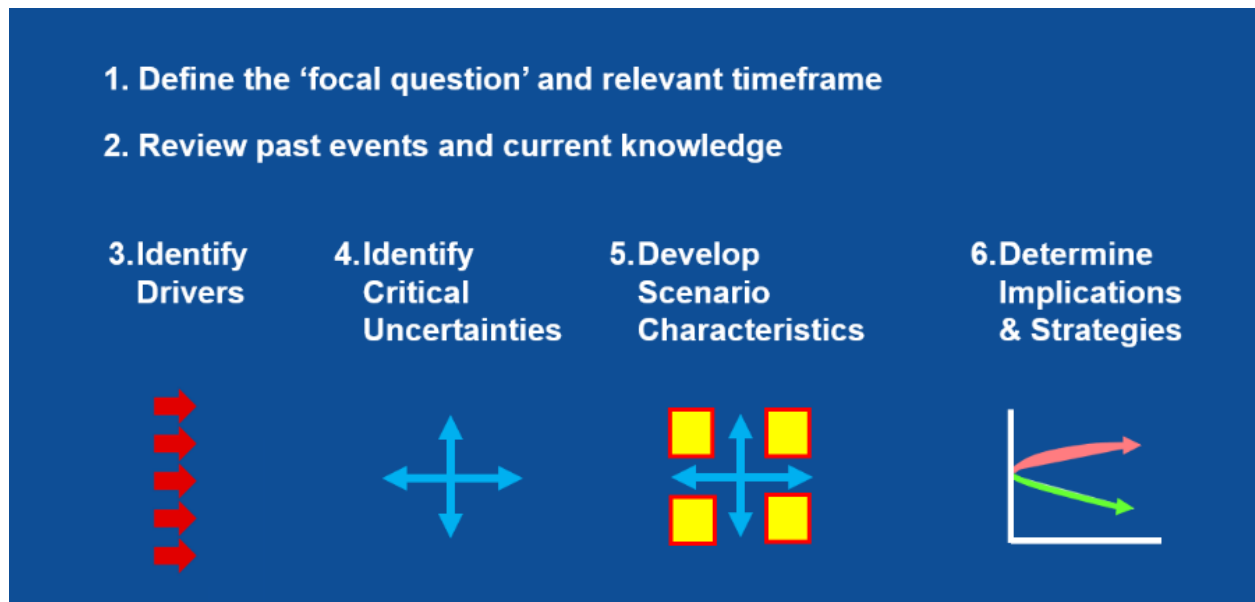 1. Define the ‘focal question’ and relevant timeframe
2. Review past events and current knowledge
3. Identify
Drivers
4. Identify
Critical
Uncertainties
5. Develop
Scenario
Characteristics
6. Determine
Implications
& Strategies